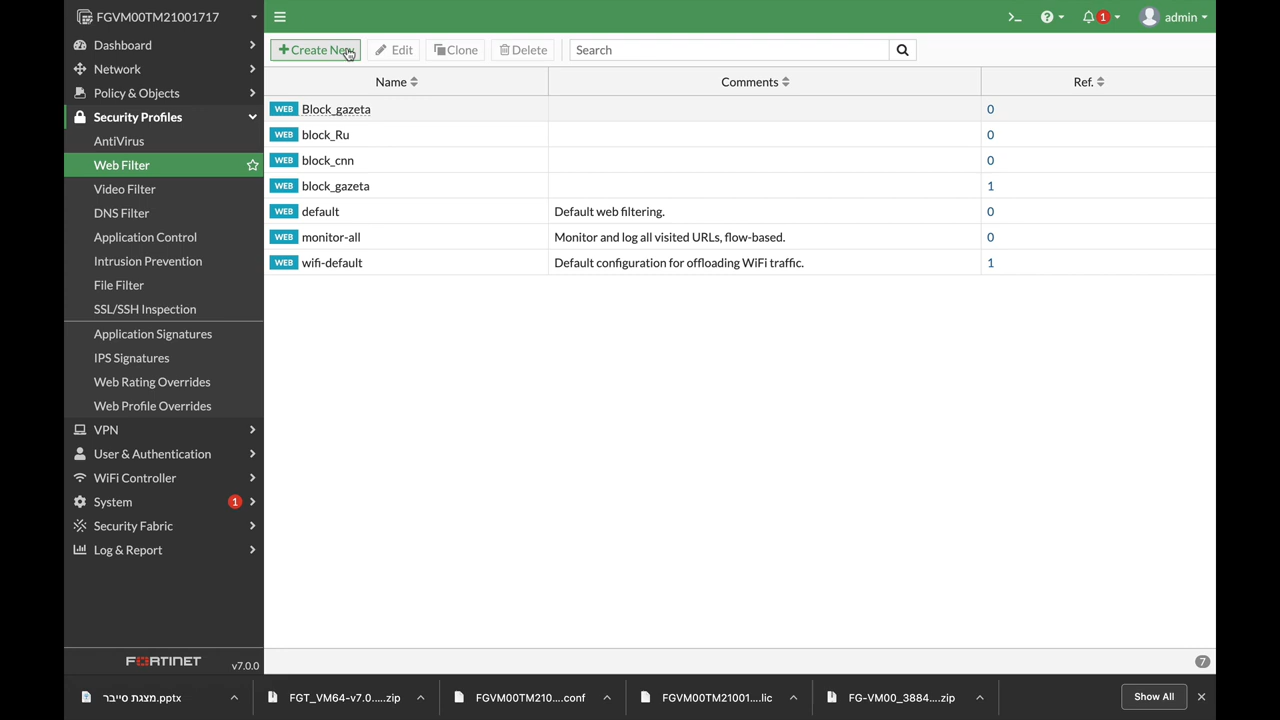 FGVM00TM21001717
1
admin
Dashboard
Network
Policy & Objects
Security Profiles
AntiVirus
Web Filter
Video Filter
DNS Filter
Application Control
Intrusion Prevention
File Filter
SSL/SSH Inspection
Application Signatures
IPS Signatures
Web Rating Overrides
Web Profile Overrides
VPN
User & Authentication
WiFi Controller
System 1
Security Fabric
Log & Report
FORTINET v7.0.0
Create New Edit Clone Delete Search
Name Comments Ref.
WEB Block_gazeta 0
WEB block_Ru 0
WEB block_cnn 0
WEB block_gazeta 1
WEB default Default web filtering. 0
WEB monitor-all Monitor and log all visited URLs, flow-based. 0
WEB wifi-default Default configuration for offloading WiFi traffic. 1
7
מצגת סייבר.pptx FGT_VM64-v7.0....zip FGVM00TM210....conf FGVM00TM21001....lic FG-VM00_3884....zip Show All